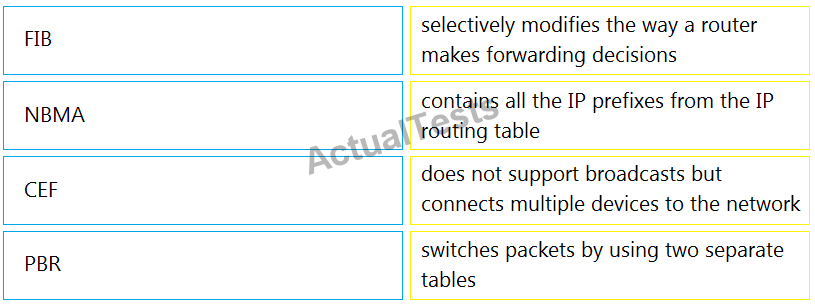 FIB
selectively modifies the way a router
makes forwarding decisions
NBMA
contains all the IP prefixes from the IP
routing table
CEF
does not support broadcasts but
connects multiple devices to the network
PBR
switches packets by using two separate
tables
ActualTests